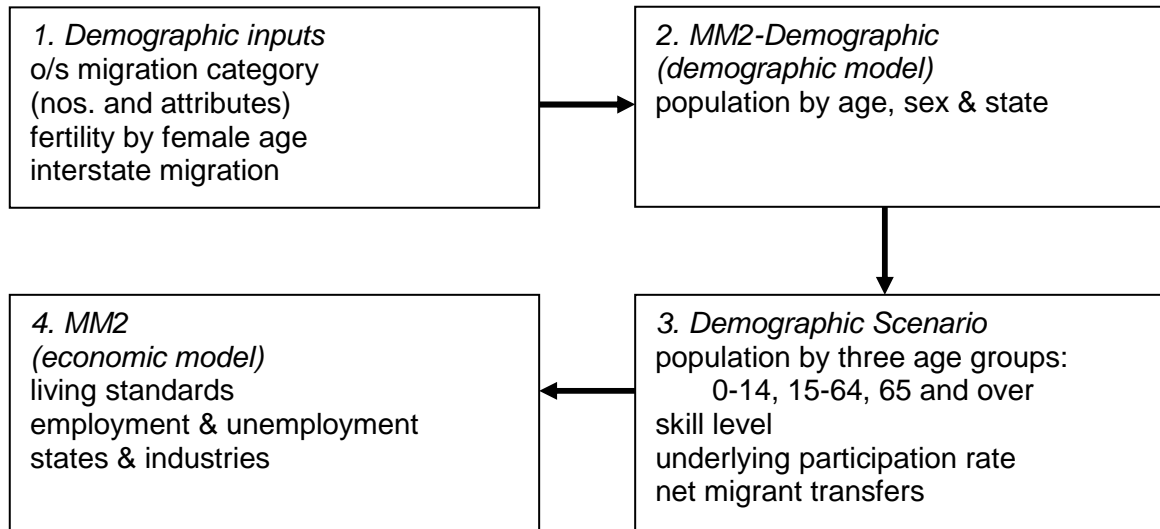 1. Demographic inputs
o/s migration category
(nos. and attributes)
fertility by female age
interstate migration
2. MM2-Demographic
(demographic model)
population by age, sex & state
3. Demographic Scenario
population by three age groups:
0-14, 15-64, 65 and over
skill level
underlying participation rate
net migrant transfers
4. MM2
(economic model)
living standards
employment & unemployment
states & industries